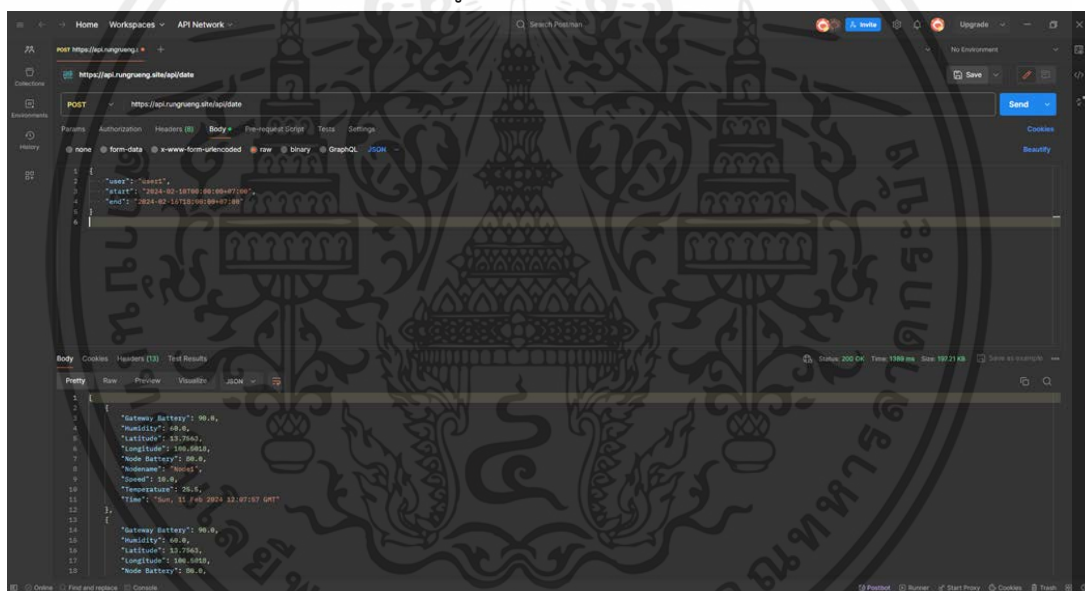 Home Workspaces API Network Search Postman Invite Upgrade
POST https://api.rungrueng.s No Environment
https://api.rungrueng.site/api/date Save
Collections
POST https://api.rungrueng.site/api/date Send
Environments
Params Authorization Headers (8) Body Pre-request Script Tests Settings Cookies
History
none form-data x-www-form-urlencoded raw binary GraphQL JSON Beautify
1 {
2 "user": "user1",
3 "start": "2024-02-10T00:00:00+07:00",
4 "end": "2024-02-16T18:00:00+07:00"
5 }
6
Body Cookies Headers (13) Test Results Status: 200 OK Time: 1389 ms Size: 197.21 KB Save as example
Pretty Raw Preview Visualize JSON
1 [
2 {
3 "Gateway Battery": 90.0,
4 "Humidity": 60.0,
5 "Latitude": 13.7563,
6 "Longitude": 100.5018,
7 "Node Battery": 80.0,
8 "Nodename": "Node1",
9 "Speed": 10.0,
10 "Temperature": 25.5,
11 "Time": "Sun, 11 Feb 2024 12:07:57 GMT"
12 },
13 {
14 "Gateway Battery": 90.0,
15 "Humidity": 60.0,
16 "Latitude": 13.7563,
17 "Longitude": 100.5018,
18 "Node Battery": 80.0,
Online Find and replace Console Postbot Runner Start Proxy Cookies Trash